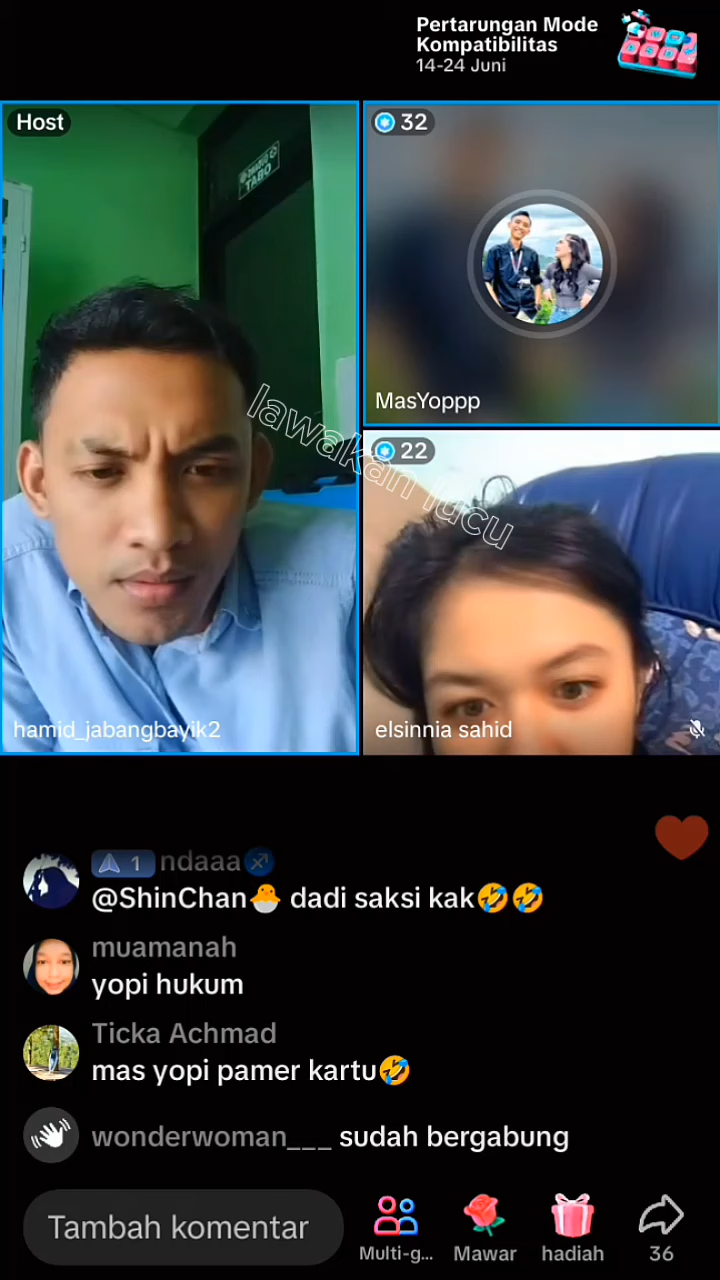 Pertarungan Mode
Kompatibilitas
14-24 Juni
Host
32
MasYoppp
lawakan lucu
22
hamid_jabangbayik2
elsinnia sahid
1 ndaaa♐
@ShinChan🐣 dadi saksi kak🤣🤣
muamanah
yopi hukum
Ticka Achmad
mas yopi pamer kartu🤣
wonderwoman___ sudah bergabung
Tambah komentar
Multi-g...
Mawar
hadiah
36